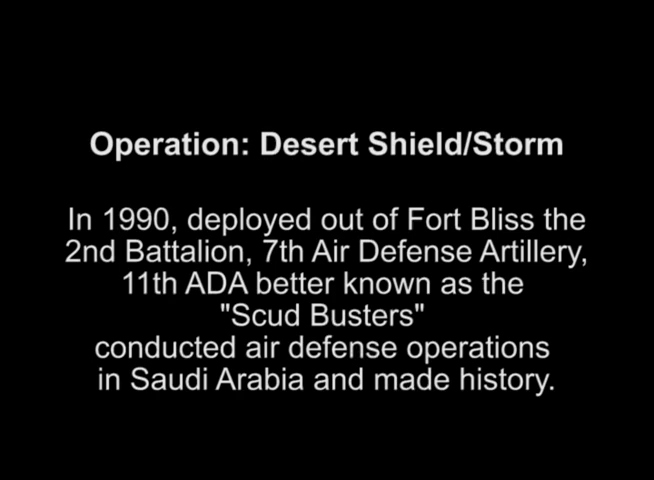 Operation: Desert Shield/Storm
In 1990, deployed out of Fort Bliss the
2nd Battalion, 7th Air Defense Artillery,
11th ADA better known as the
"Scud Busters"
conducted air defense operations
in Saudi Arabia and made history.